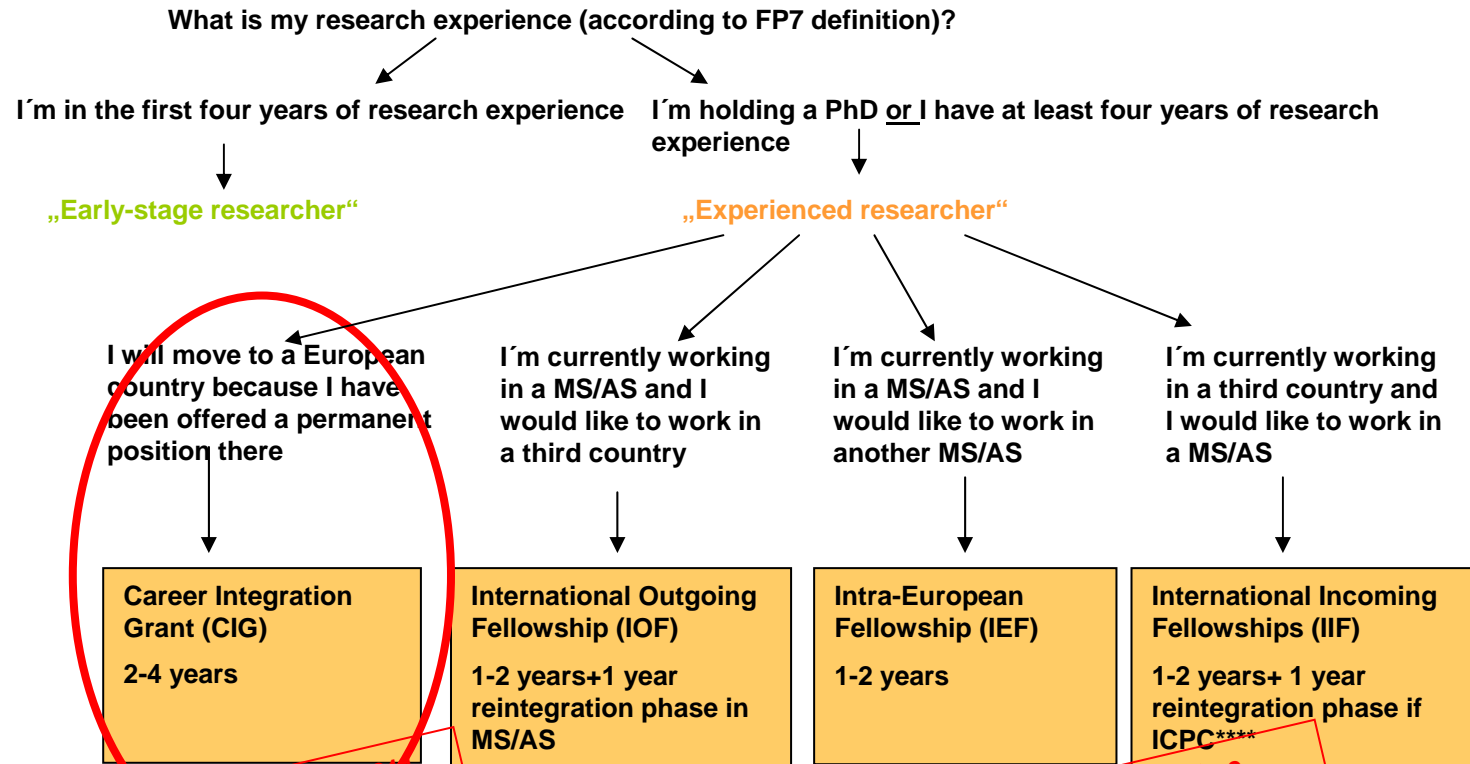 What is my research experience (according to FP7 definition)?
I´m in the first four years of research experience
I´m holding a PhD or I have at least four years of research
experience
„Early-stage researcher“
„Experienced researcher“
I will move to a European
country because I have
been offered a permanent
position there
I´m currently working
in a MS/AS and I
would like to work in
a third country
I´m currently working
in a MS/AS and I
would like to work in
another MS/AS
I´m currently working
in a third country and
I would like to work in
a MS/AS
Career Integration
Grant (CIG)
2-4 years
International Outgoing
Fellowship (IOF)
1-2 years+1 year
reintegration phase in
MS/AS
Intra-European
Fellowship (IEF)
1-2 years
International Incoming
Fellowships (IIF)
1-2 years+ 1 year
reintegration phase if
ICPC****